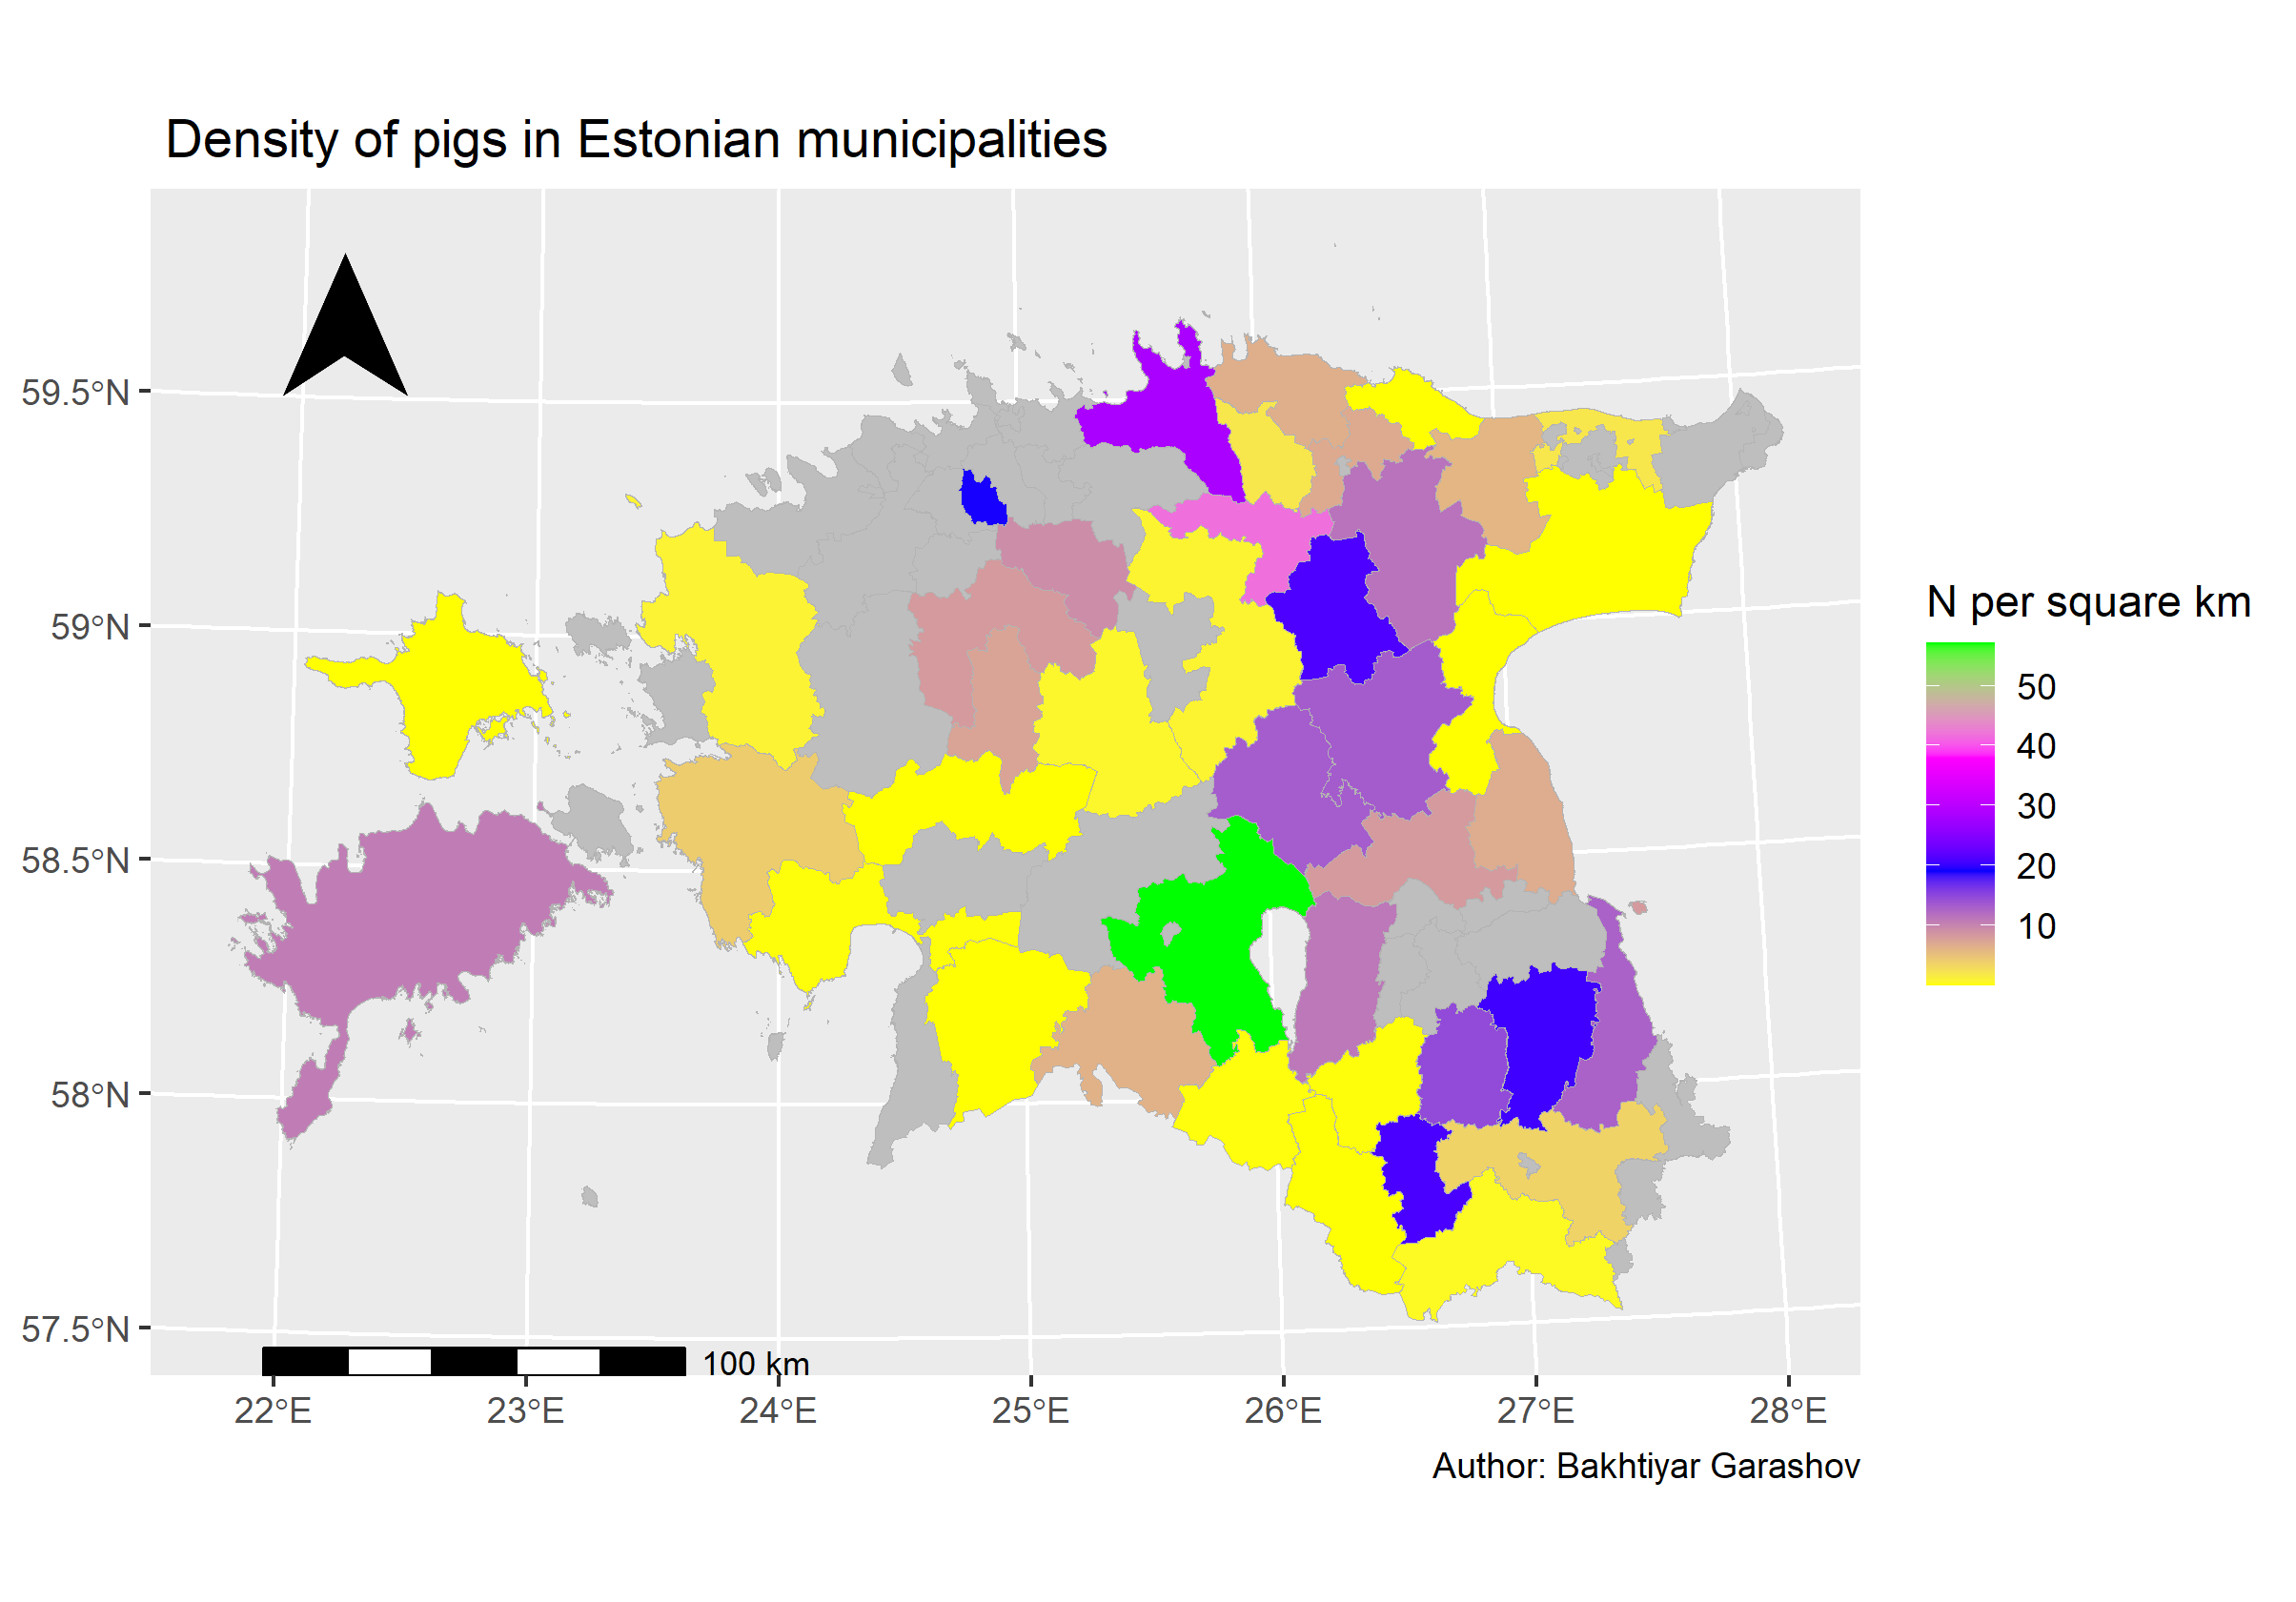 Density of pigs in Estonian municipalities
59.5°N
59°N
58.5°N
58°N
57.5°N
100 km
22°E
23°E
24°E
25°E
26°E
27°E
28°E
N per square km
50
40
30
20
10
Author: Bakhtiyar Garashov